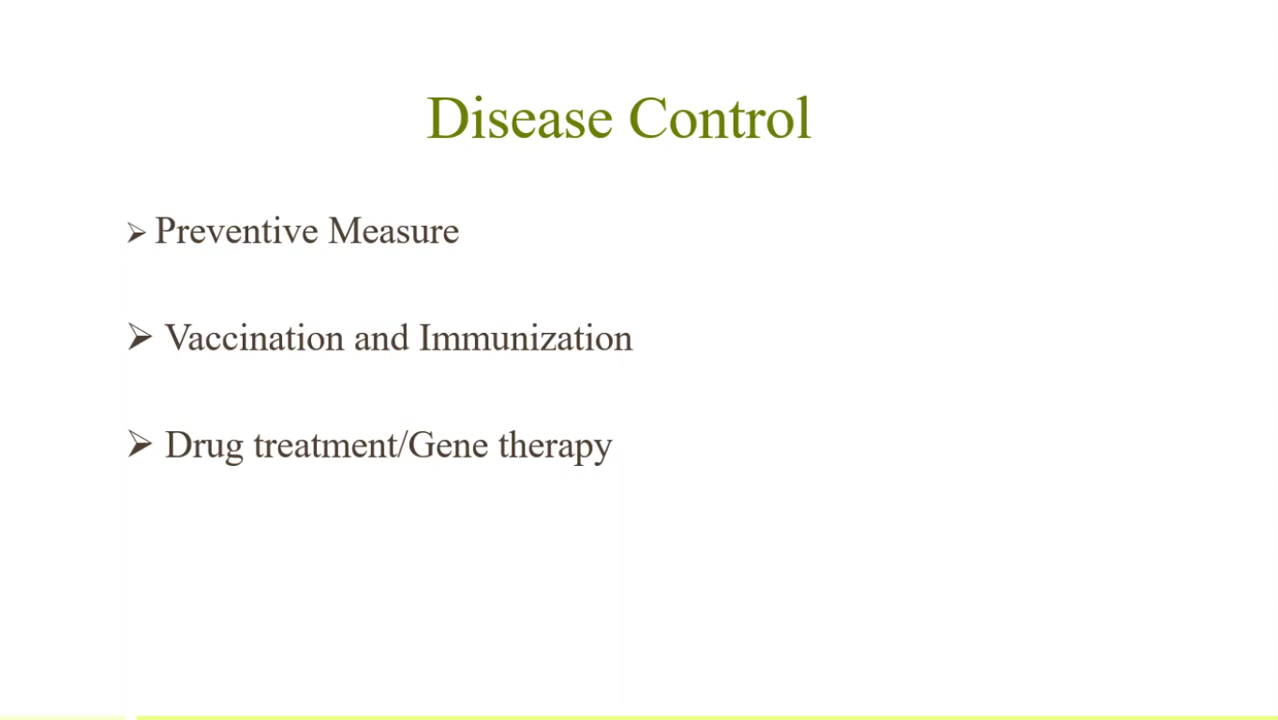 Disease Control
➢ Preventive Measure
➢ Vaccination and Immunization
➢ Drug treatment/Gene therapy